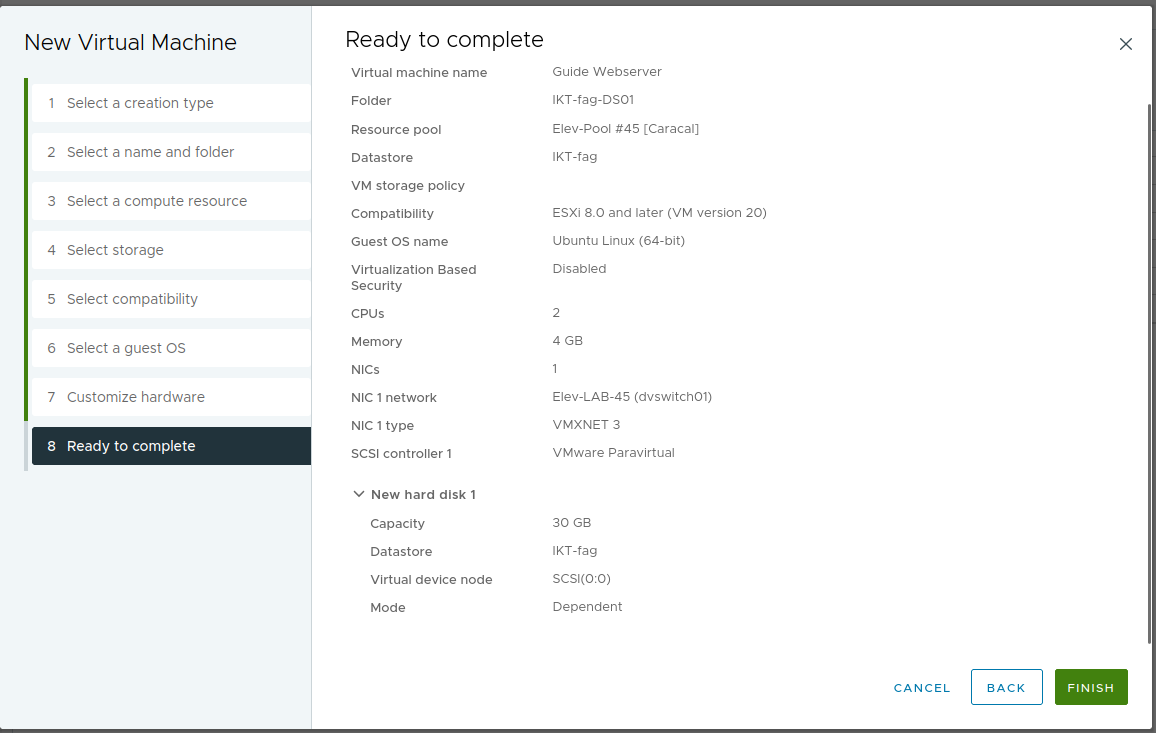 New Virtual Machine
1 Select a creation type
2 Select a name and folder
3 Select a compute resource
4 Select storage
5 Select compatibility
6 Select a guest OS
7 Customize hardware
8 Ready to complete
Ready to complete
Virtual machine name Guide Webserver
Folder IKT-fag-DS01
Resource pool Elev-Pool #45 [Caracal]
Datastore IKT-fag
VM storage policy
Compatibility ESXi 8.0 and later (VM version 20)
Guest OS name Ubuntu Linux (64-bit)
Virtualization Based Disabled
Security
CPUs 2
Memory 4 GB
NICs 1
NIC 1 network Elev-LAB-45 (dvswitch01)
NIC 1 type VMXNET 3
SCSI controller 1 VMware Paravirtual
New hard disk 1
Capacity 30 GB
Datastore IKT-fag
Virtual device node SCSI(0:0)
Mode Dependent
CANCEL BACK FINISH